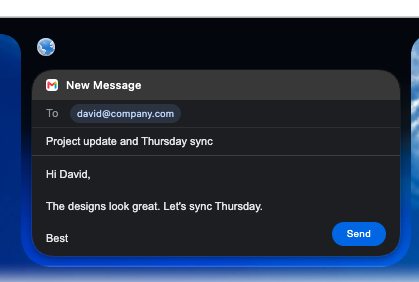 New Message
To david@company.com
Project update and Thursday sync
Hi David,
The designs look great. Let's sync Thursday.
Best
Send